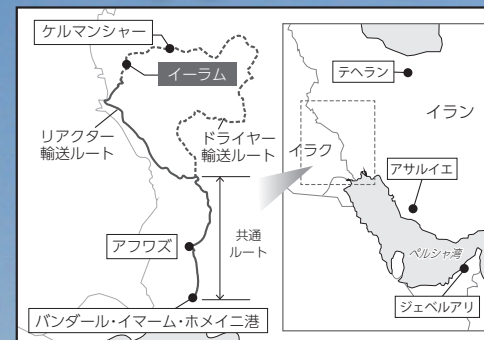 ケルマンシャー
イーラム
リアクター
輸送ルート
ドライヤー
輸送ルート
アフワズ
共通
ルート
バンダール・イマーム・ホメイニ港
テヘラン
イラン
イラク
アサルイエ
ペルシャ湾
ジェベルアリ